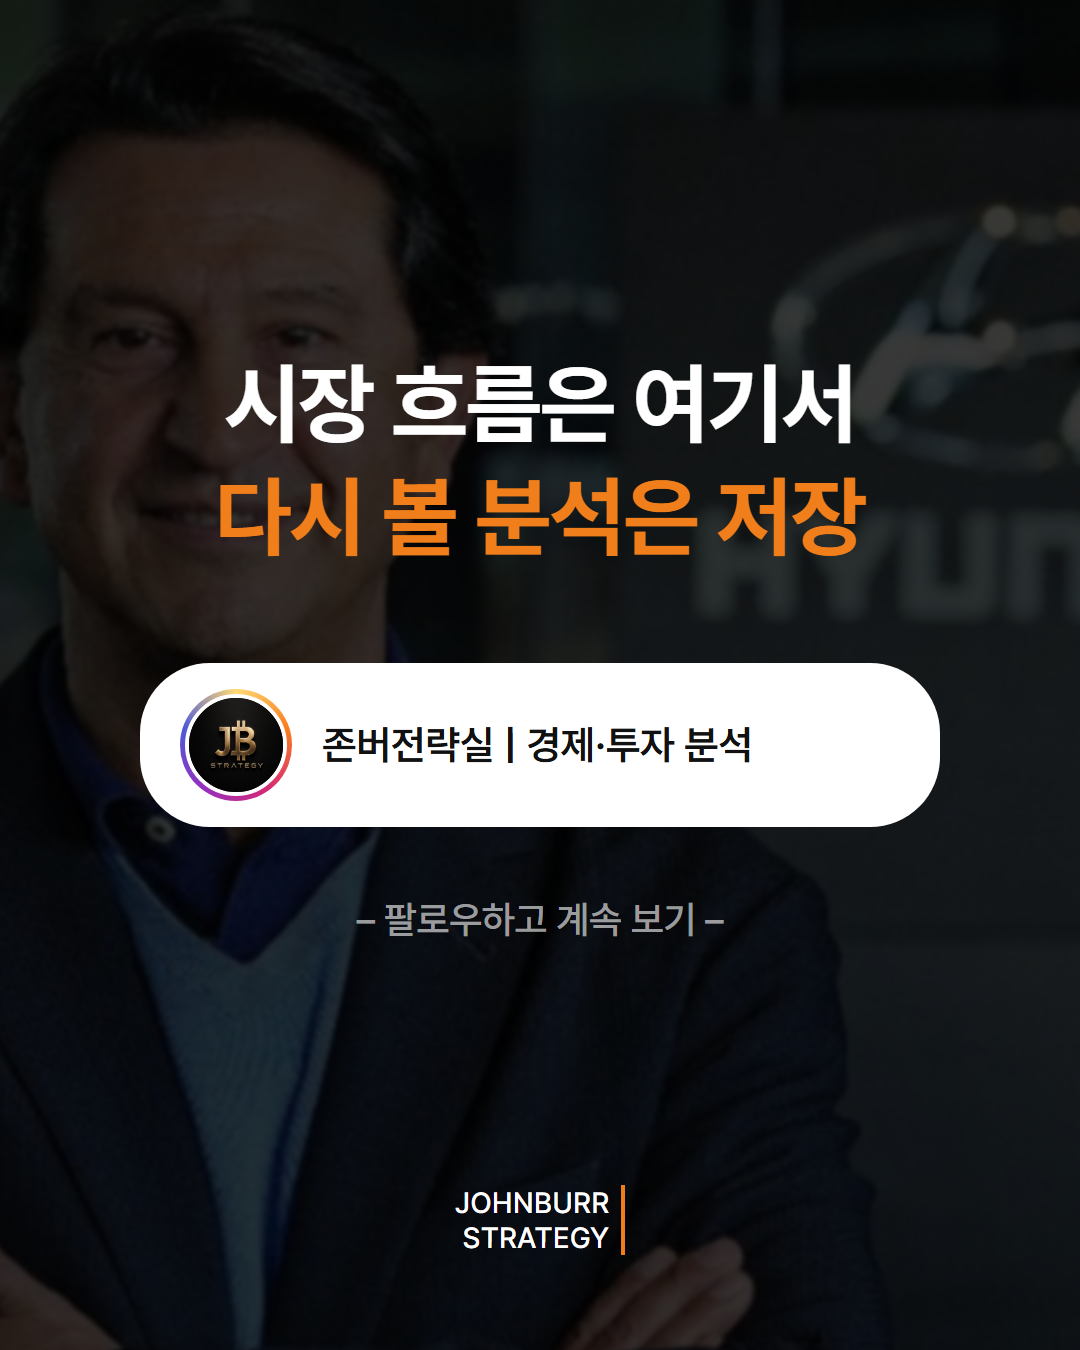 시장 흐름은 여기서
다시 볼 분석은 저장
JB
STRATEGY
존버전략실 | 경제·투자 분석
– 팔로우하고 계속 보기 –
JOHNBURR
STRATEGY